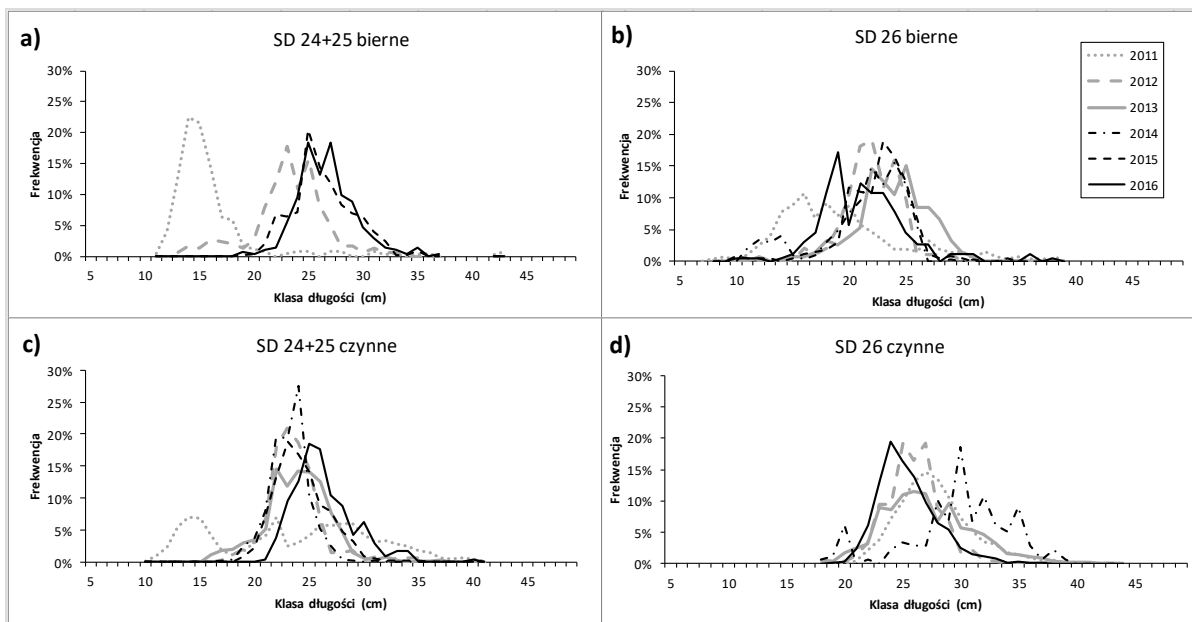 a)
SD 24+25 bierne
Frekwencja
30%
25%
20%
15%
10%
5%
0%
5 10 15 20 25 30 35 40 45
Klasa długości (cm)
b)
SD 26 bierne
2011
2012
2013
2014
2015
2016
Frekwencja
30%
25%
20%
15%
10%
5%
0%
5 10 15 20 25 30 35 40 45
Klasa długości (cm)
c)
SD 24+25 czynne
Frekwencja
30%
25%
20%
15%
10%
5%
0%
5 10 15 20 25 30 35 40 45
Klasa długości (cm)
d)
SD 26 czynne
Frekwencja
30%
25%
20%
15%
10%
5%
0%
5 10 15 20 25 30 35 40 45
Klasa długości (cm)